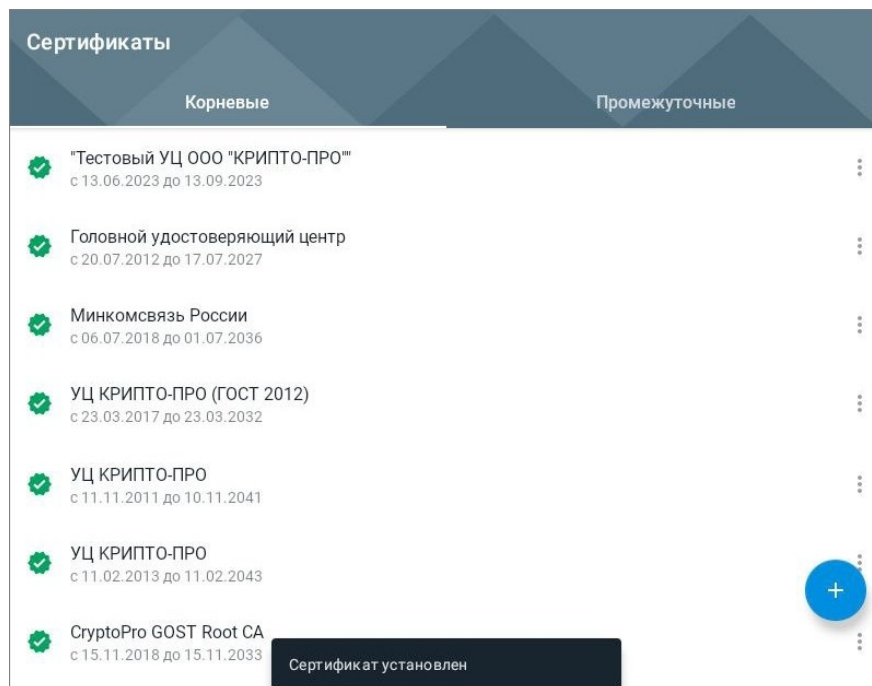 Сертификаты
Корневые
Промежуточные
"Тестовый УЦ ООО "КРИПТО-ПРО""
с 13.06.2023 до 13.09.2023
Головной удостоверяющий центр
с 20.07.2012 до 17.07.2027
Минкомсвязь России
с 06.07.2018 до 01.07.2036
УЦ КРИПТО-ПРО (ГОСТ 2012)
с 23.03.2017 до 23.03.2032
УЦ КРИПТО-ПРО
с 11.11.2011 до 10.11.2041
УЦ КРИПТО-ПРО
с 11.02.2013 до 11.02.2043
CryptoPro GOST Root CA
с 15.11.2018 до 15.11.2033
Сертификат установлен